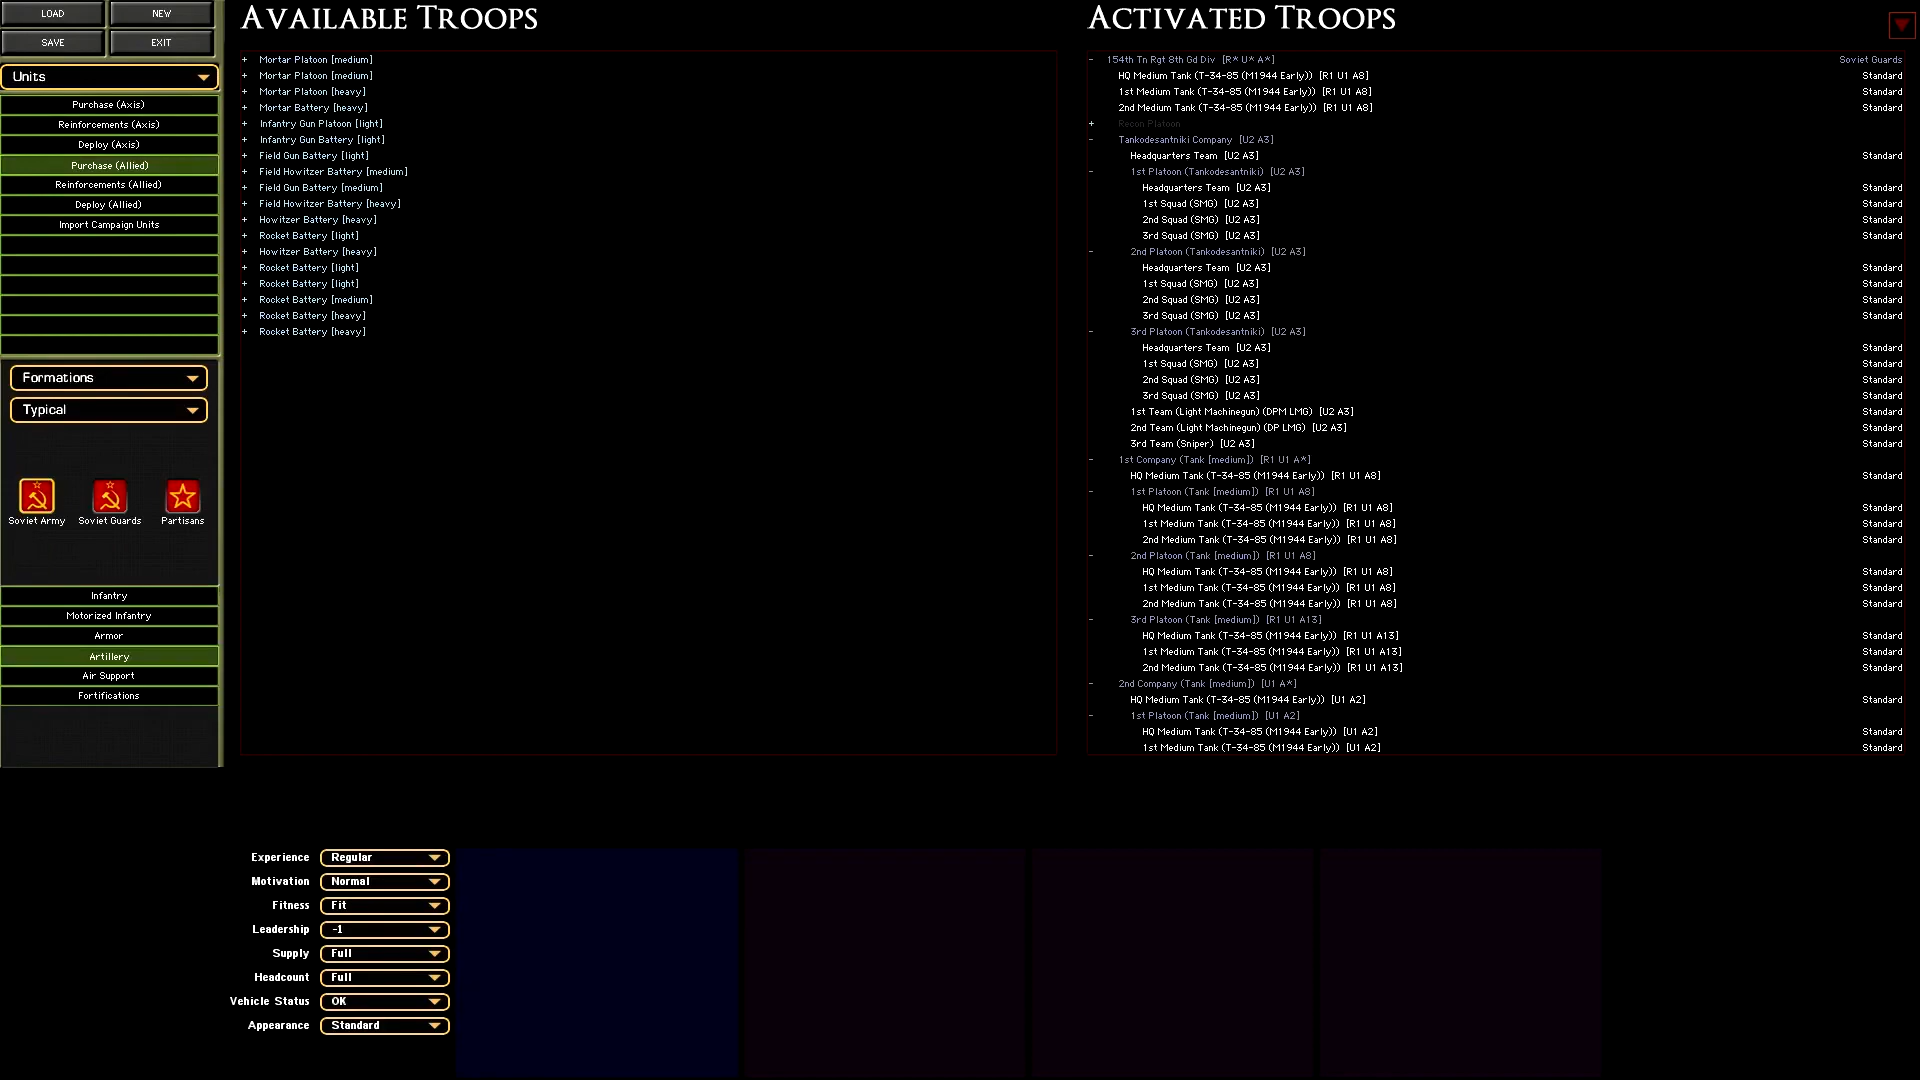 LOAD
NEW
SAVE
EXIT
Units
Purchase (Axis)
Reinforcements (Axis)
Deploy (Axis)
Purchase (Allied)
Reinforcements (Allied)
Deploy (Allied)
Import Campaign Units
Formations
Typical
Soviet Army
Soviet Guards
Partisans
Infantry
Motorized Infantry
Armor
Artillery
Air Support
Fortifications
AVAILABLE TROOPS
+ Mortar Platoon [medium]
+ Mortar Platoon [medium]
+ Mortar Platoon [heavy]
+ Mortar Battery [heavy]
+ Infantry Gun Platoon [light]
+ Infantry Gun Battery [light]
+ Field Gun Battery [light]
+ Field Howitzer Battery [medium]
+ Field Gun Battery [medium]
+ Field Howitzer Battery [heavy]
+ Howitzer Battery [heavy]
+ Rocket Battery [light]
+ Howitzer Battery [heavy]
+ Rocket Battery [light]
+ Rocket Battery [light]
+ Rocket Battery [medium]
+ Rocket Battery [heavy]
+ Rocket Battery [heavy]
ACTIVATED TROOPS
- 154th Tn Rgt 8th Gd Div [R* U* A*] Soviet Guards
HQ Medium Tank (T-34-85 (M1944 Early)) [R1 U1 A8] Standard
1st Medium Tank (T-34-85 (M1944 Early)) [R1 U1 A8] Standard
2nd Medium Tank (T-34-85 (M1944 Early)) [R1 U1 A8] Standard
+ Recon Platoon
- Tankodesantniki Company [U2 A3]
Headquarters Team [U2 A3] Standard
- 1st Platoon (Tankodesantniki) [U2 A3]
Headquarters Team [U2 A3] Standard
1st Squad (SMG) [U2 A3] Standard
2nd Squad (SMG) [U2 A3] Standard
3rd Squad (SMG) [U2 A3] Standard
- 2nd Platoon (Tankodesantniki) [U2 A3]
Headquarters Team [U2 A3] Standard
1st Squad (SMG) [U2 A3] Standard
2nd Squad (SMG) [U2 A3] Standard
3rd Squad (SMG) [U2 A3] Standard
- 3rd Platoon (Tankodesantniki) [U2 A3]
Headquarters Team [U2 A3] Standard
1st Squad (SMG) [U2 A3] Standard
2nd Squad (SMG) [U2 A3] Standard
3rd Squad (SMG) [U2 A3] Standard
1st Team (Light Machinegun) (DPM LMG) [U2 A3] Standard
2nd Team (Light Machinegun) (DP LMG) [U2 A3] Standard
3rd Team (Sniper) [U2 A3] Standard
- 1st Company (Tank [medium]) [R1 U1 A*]
HQ Medium Tank (T-34-85 (M1944 Early)) [R1 U1 A8] Standard
- 1st Platoon (Tank [medium]) [R1 U1 A8]
HQ Medium Tank (T-34-85 (M1944 Early)) [R1 U1 A8] Standard
1st Medium Tank (T-34-85 (M1944 Early)) [R1 U1 A8] Standard
2nd Medium Tank (T-34-85 (M1944 Early)) [R1 U1 A8] Standard
- 2nd Platoon (Tank [medium]) [R1 U1 A8]
HQ Medium Tank (T-34-85 (M1944 Early)) [R1 U1 A8] Standard
1st Medium Tank (T-34-85 (M1944 Early)) [R1 U1 A8] Standard
2nd Medium Tank (T-34-85 (M1944 Early)) [R1 U1 A8] Standard
- 3rd Platoon (Tank [medium]) [R1 U1 A13]
HQ Medium Tank (T-34-85 (M1944 Early)) [R1 U1 A13] Standard
1st Medium Tank (T-34-85 (M1944 Early)) [R1 U1 A13] Standard
2nd Medium Tank (T-34-85 (M1944 Early)) [R1 U1 A13] Standard
- 2nd Company (Tank [medium]) [U1 A*]
HQ Medium Tank (T-34-85 (M1944 Early)) [U1 A2] Standard
- 1st Platoon (Tank [medium]) [U1 A2]
HQ Medium Tank (T-34-85 (M1944 Early)) [U1 A2] Standard
1st Medium Tank (T-34-85 (M1944 Early)) [U1 A2] Standard
Experience Regular
Motivation Normal
Fitness Fit
Leadership -1
Supply Full
Headcount Full
Vehicle Status OK
Appearance Standard